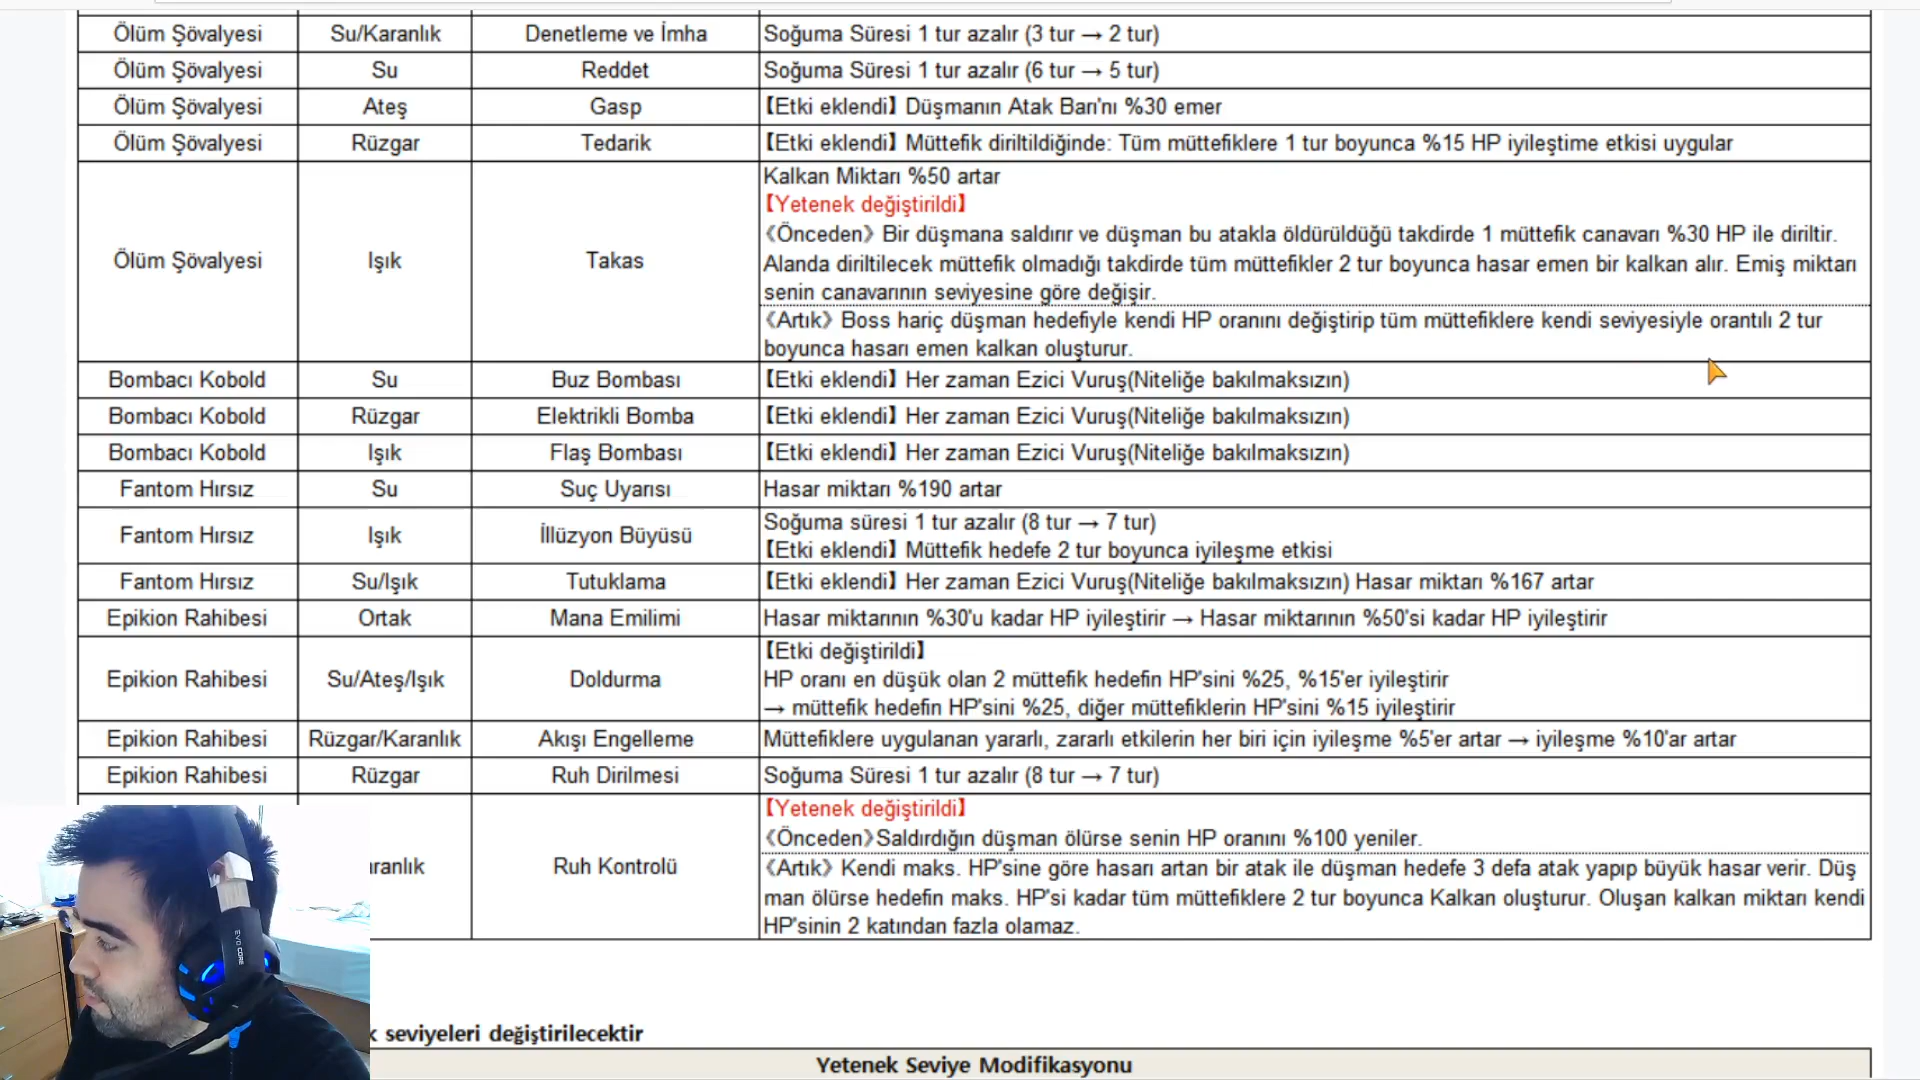 Ölüm Şövalyesi Su/Karanlık Denetleme ve İmha Soğuma Süresi 1 tur azalır (3 tur → 2 tur)
Ölüm Şövalyesi Su Reddet Soğuma Süresi 1 tur azalır (6 tur → 5 tur)
Ölüm Şövalyesi Ateş Gasp 【Etki eklendi】 Düşmanın Atak Barı'nı %30 emer
Ölüm Şövalyesi Rüzgar Tedarik 【Etki eklendi】 Müttefik diriltildiğinde: Tüm müttefiklere 1 tur boyunca %15 HP iyileştime etkisi uygular
Ölüm Şövalyesi Işık Takas
Kalkan Miktarı %50 artar
【Yetenek değiştirildi】
《Önceden》 Bir düşmana saldırır ve düşman bu atakla öldürüldüğü takdirde 1 müttefik canavarı %30 HP ile diriltir.
Alanda diriltilecek müttefik olmadığı takdirde tüm müttefikler 2 tur boyunca hasar emen bir kalkan alır. Emiş miktarı
senin canavarının seviyesine göre değişir.
《Artık》 Boss hariç düşman hedefiyle kendi HP oranını değiştirip tüm müttefiklere kendi seviyesiyle orantılı 2 tur
boyunca hasarı emen kalkan oluşturur.
Bombacı Kobold Su Buz Bombası 【Etki eklendi】 Her zaman Ezici Vuruş(Niteliğe bakılmaksızın)
Bombacı Kobold Rüzgar Elektrikli Bomba 【Etki eklendi】 Her zaman Ezici Vuruş(Niteliğe bakılmaksızın)
Bombacı Kobold Işık Flaş Bombası 【Etki eklendi】 Her zaman Ezici Vuruş(Niteliğe bakılmaksızın)
Fantom Hırsız Su Suç Uyarısı Hasar miktarı %190 artar
Fantom Hırsız Işık İllüzyon Büyüsü
Soğuma süresi 1 tur azalır (8 tur → 7 tur)
【Etki eklendi】 Müttefik hedefe 2 tur boyunca iyileşme etkisi
Fantom Hırsız Su/Işık Tutuklama 【Etki eklendi】 Her zaman Ezici Vuruş(Niteliğe bakılmaksızın) Hasar miktarı %167 artar
Epikion Rahibesi Ortak Mana Emilimi Hasar miktarının %30'u kadar HP iyileştirir → Hasar miktarının %50'si kadar HP iyileştirir
Epikion Rahibesi Su/Ateş/Işık Doldurma
【Etki değiştirildi】
HP oranı en düşük olan 2 müttefik hedefin HP'sini %25, %15'er iyileştirir
→ müttefik hedefin HP'sini %25, diğer müttefiklerin HP'sini %15 iyileştirir
Epikion Rahibesi Rüzgar/Karanlık Akışı Engelleme Müttefiklere uygulanan yararlı, zararlı etkilerin her biri için iyileşme %5'er artar → iyileşme %10'ar artar
Epikion Rahibesi Rüzgar Ruh Dirilmesi Soğuma Süresi 1 tur azalır (8 tur → 7 tur)
ranlık Ruh Kontrolü
【Yetenek değiştirildi】
《Önceden》Saldırdığın düşman ölürse senin HP oranını %100 yeniler.
《Artık》 Kendi maks. HP'sine göre hasarı artan bir atak ile düşman hedefe 3 defa atak yapıp büyük hasar verir. Düş
man ölürse hedefin maks. HP'si kadar tüm müttefiklere 2 tur boyunca Kalkan oluşturur. Oluşan kalkan miktarı kendi
HP'sinin 2 katından fazla olamaz.
k seviyeleri değiştirilecektir
Yetenek Seviye Modifikasyonu
EVO CORE